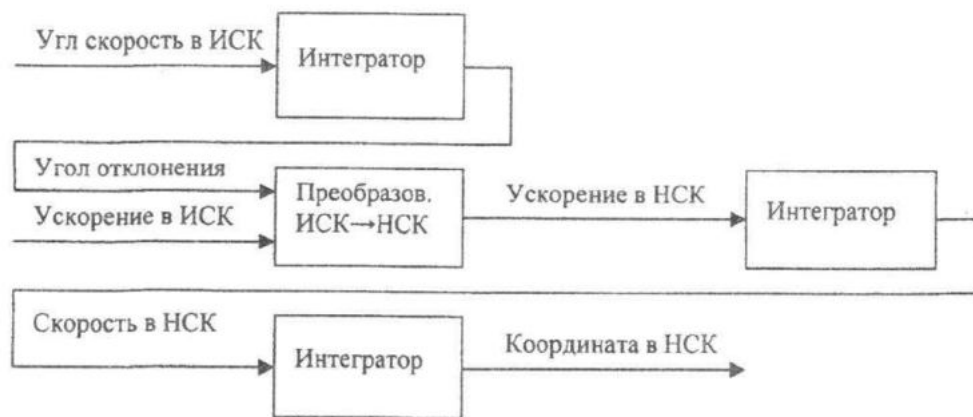 Угл скорость в ИСК
Интегратор
Угол отклонения
Ускорение в ИСК
Преобразов.
ИСК→НСК
Ускорение в НСК
Интегратор
Скорость в НСК
Интегратор
Координата в НСК